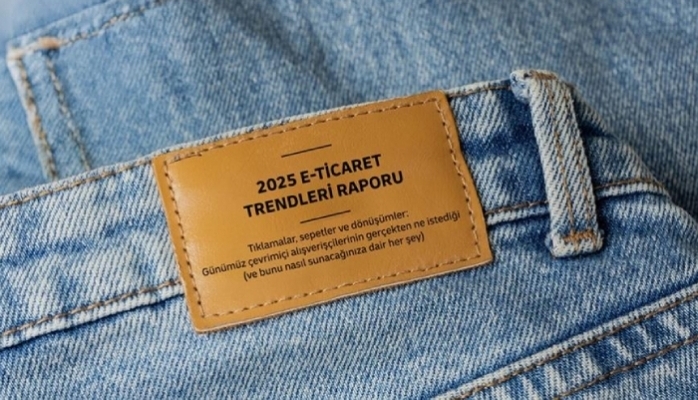 2025 E-TİCARET
TRENDLERİ RAPORU
Tıklamalar, sepetler ve dönüşümler:
Günümüz çevrimiçi alışverişçilerinin gerçekten ne istediği
(ve bunu nasıl sunacağınıza dair her şey)